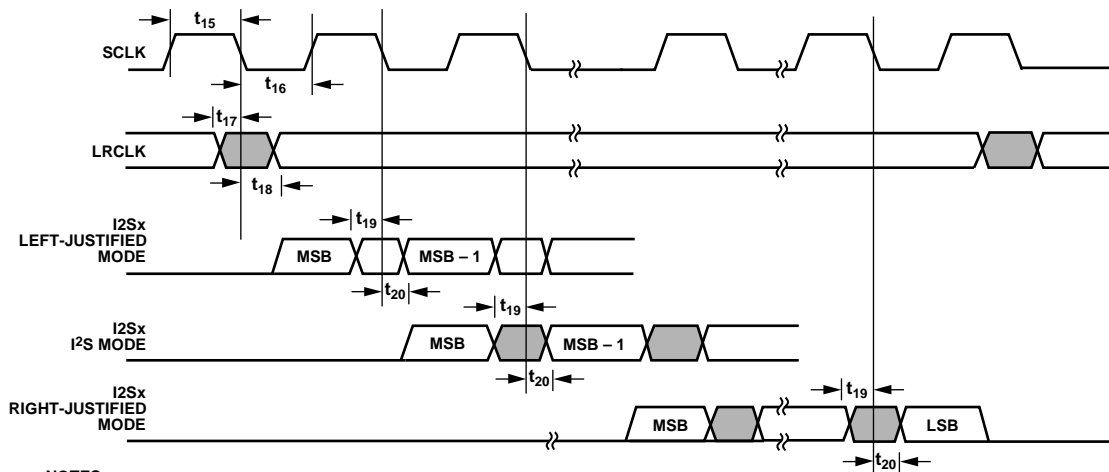 t15
SCLK
t16
t17
LRCLK
t18
I2Sx
LEFT-JUSTIFIED
MODE
t19
MSB
MSB – 1
t20
I2Sx
I2S MODE
t19
MSB
MSB – 1
t20
I2Sx
RIGHT-JUSTIFIED
MODE
t19
MSB
LSB
t20